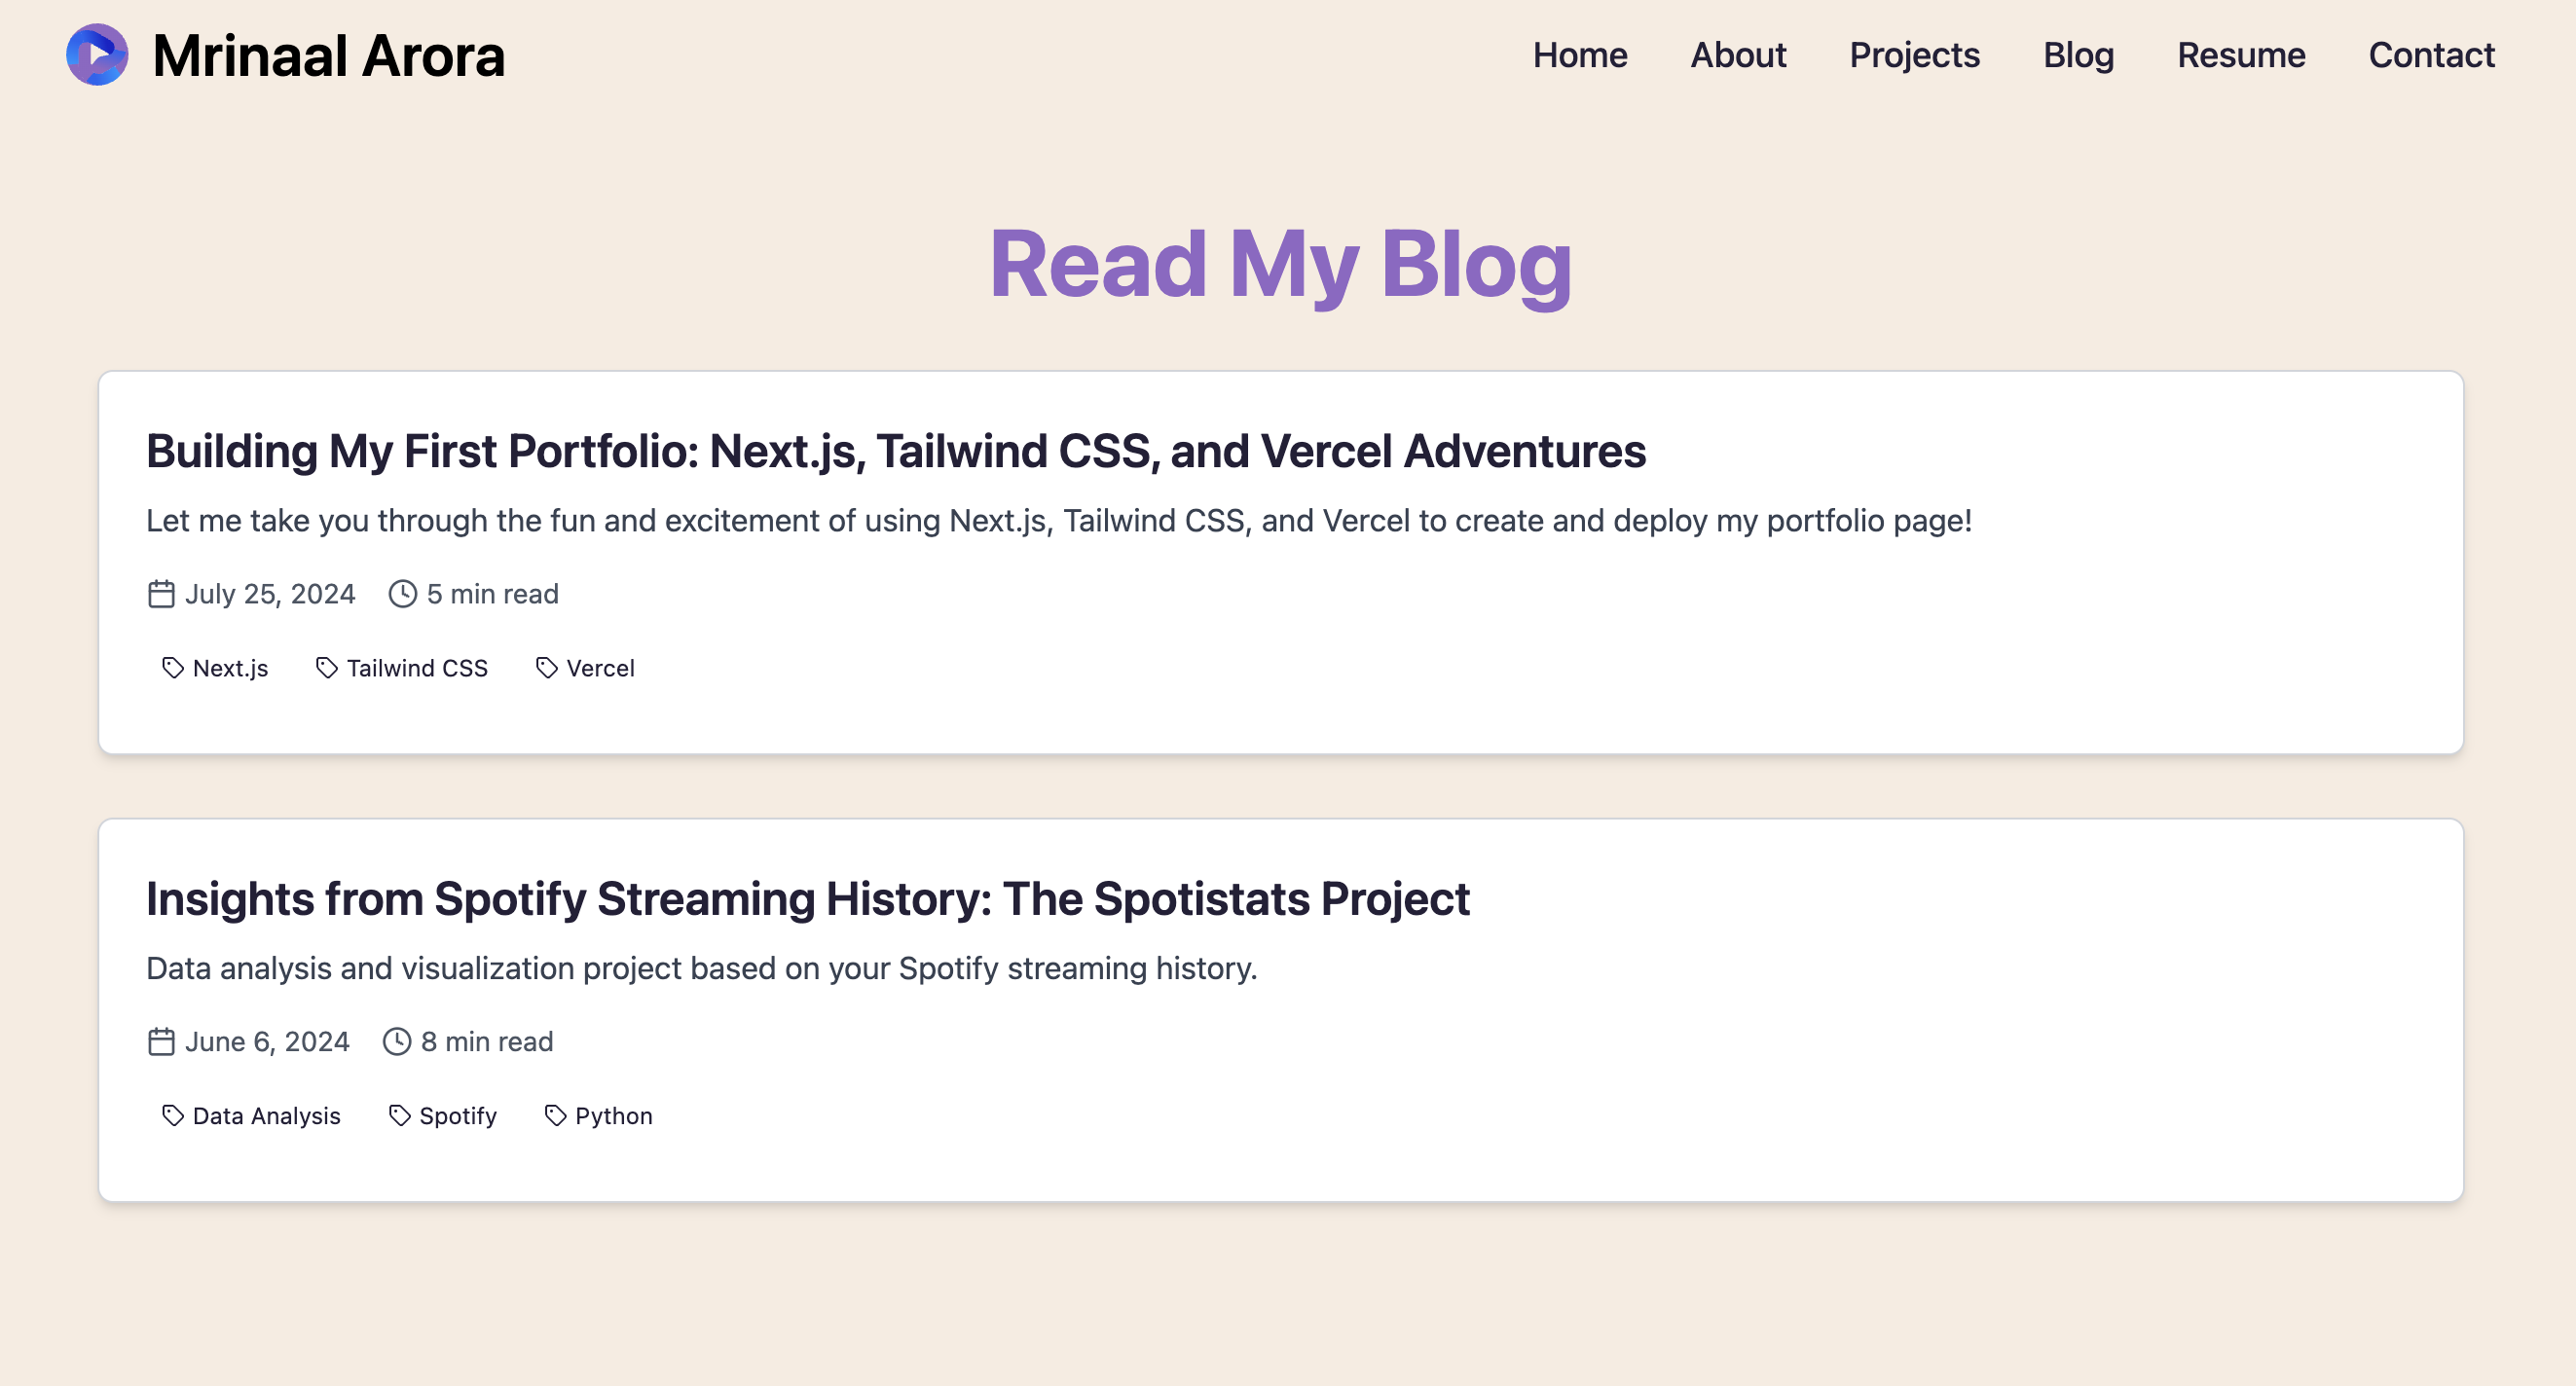 Mrinaal Arora
Home About Projects Blog Resume Contact
Read My Blog
Building My First Portfolio: Next.js, Tailwind CSS, and Vercel Adventures
Let me take you through the fun and excitement of using Next.js, Tailwind CSS, and Vercel to create and deploy my portfolio page!
July 25, 2024 5 min read
Next.js Tailwind CSS Vercel
Insights from Spotify Streaming History: The Spotistats Project
Data analysis and visualization project based on your Spotify streaming history.
June 6, 2024 8 min read
Data Analysis Spotify Python